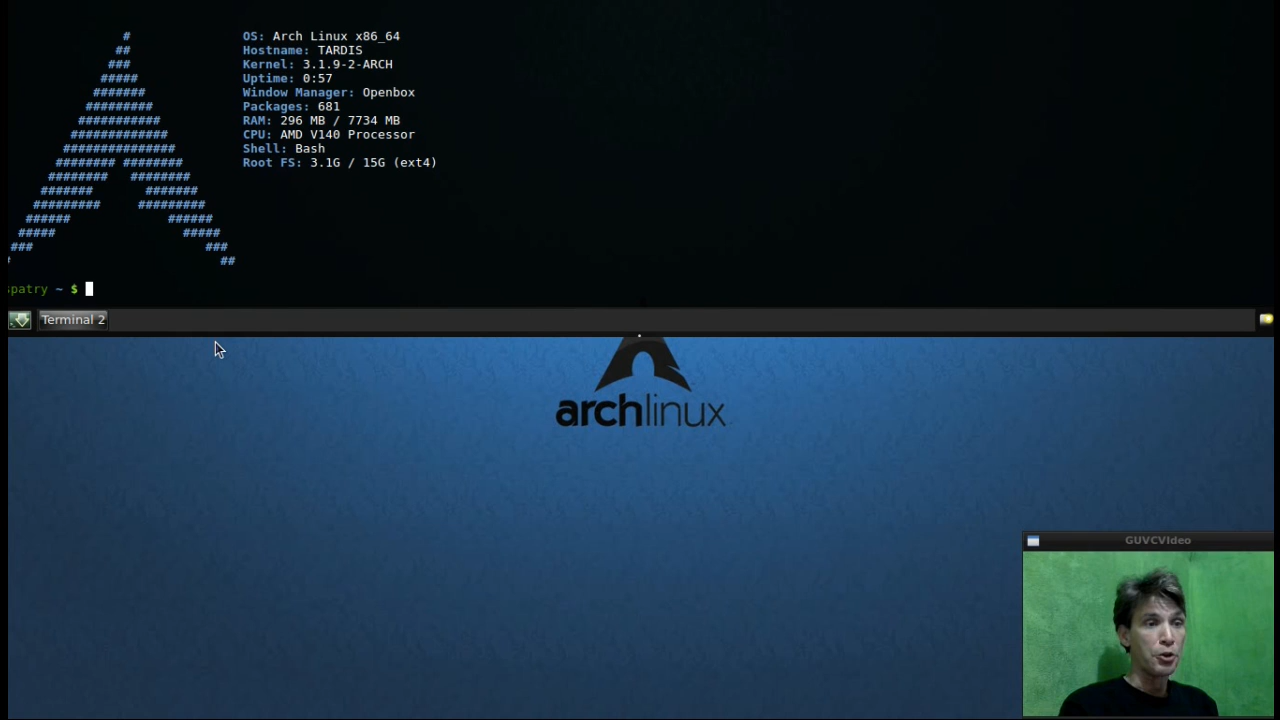 OS: Arch Linux x86_64
Hostname: TARDIS
Kernel: 3.1.9-2-ARCH
Uptime: 0:57
Window Manager: Openbox
Packages: 681
RAM: 296 MB / 7734 MB
CPU: AMD V140 Processor
Shell: Bash
Root FS: 3.1G / 15G (ext4)
spatry ~ $
Terminal 2
archlinux
GUVCVIdeo